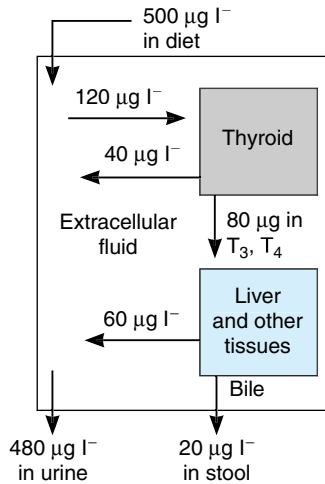 500 μg I⁻
in diet
120 μg I⁻
Thyroid
40 μg I⁻
Extracellular
fluid
80 μg in
T₃, T₄
Liver
and other
tissues
60 μg I⁻
Bile
480 μg I⁻
in urine
20 μg I⁻
in stool